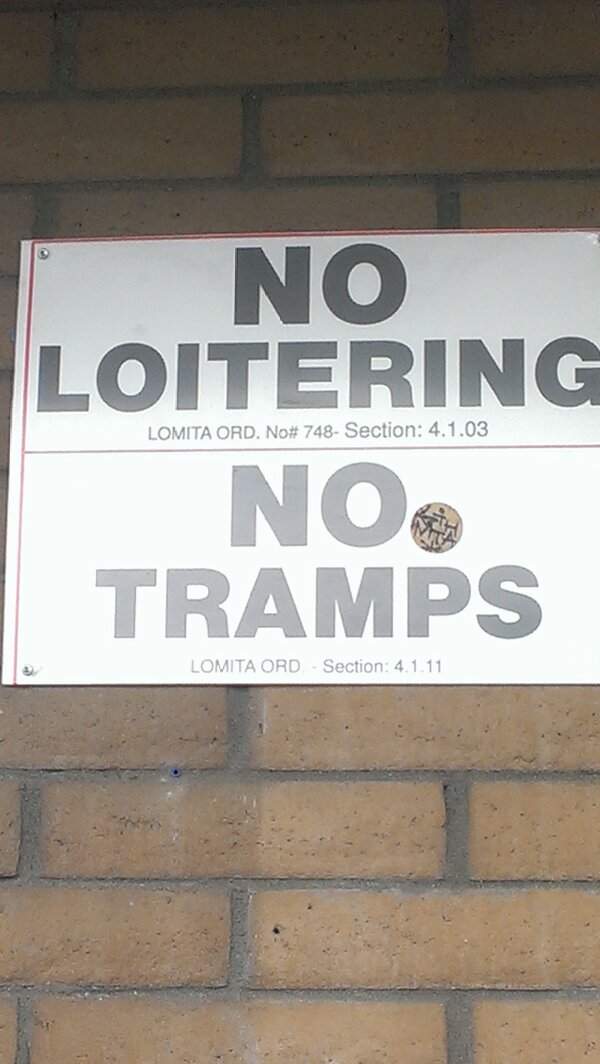 NO
LOITERING
LOMITA ORD. No# 748- Section: 4.1.03
NO
TRAMPS
LOMITA ORD. - Section: 4.1.11